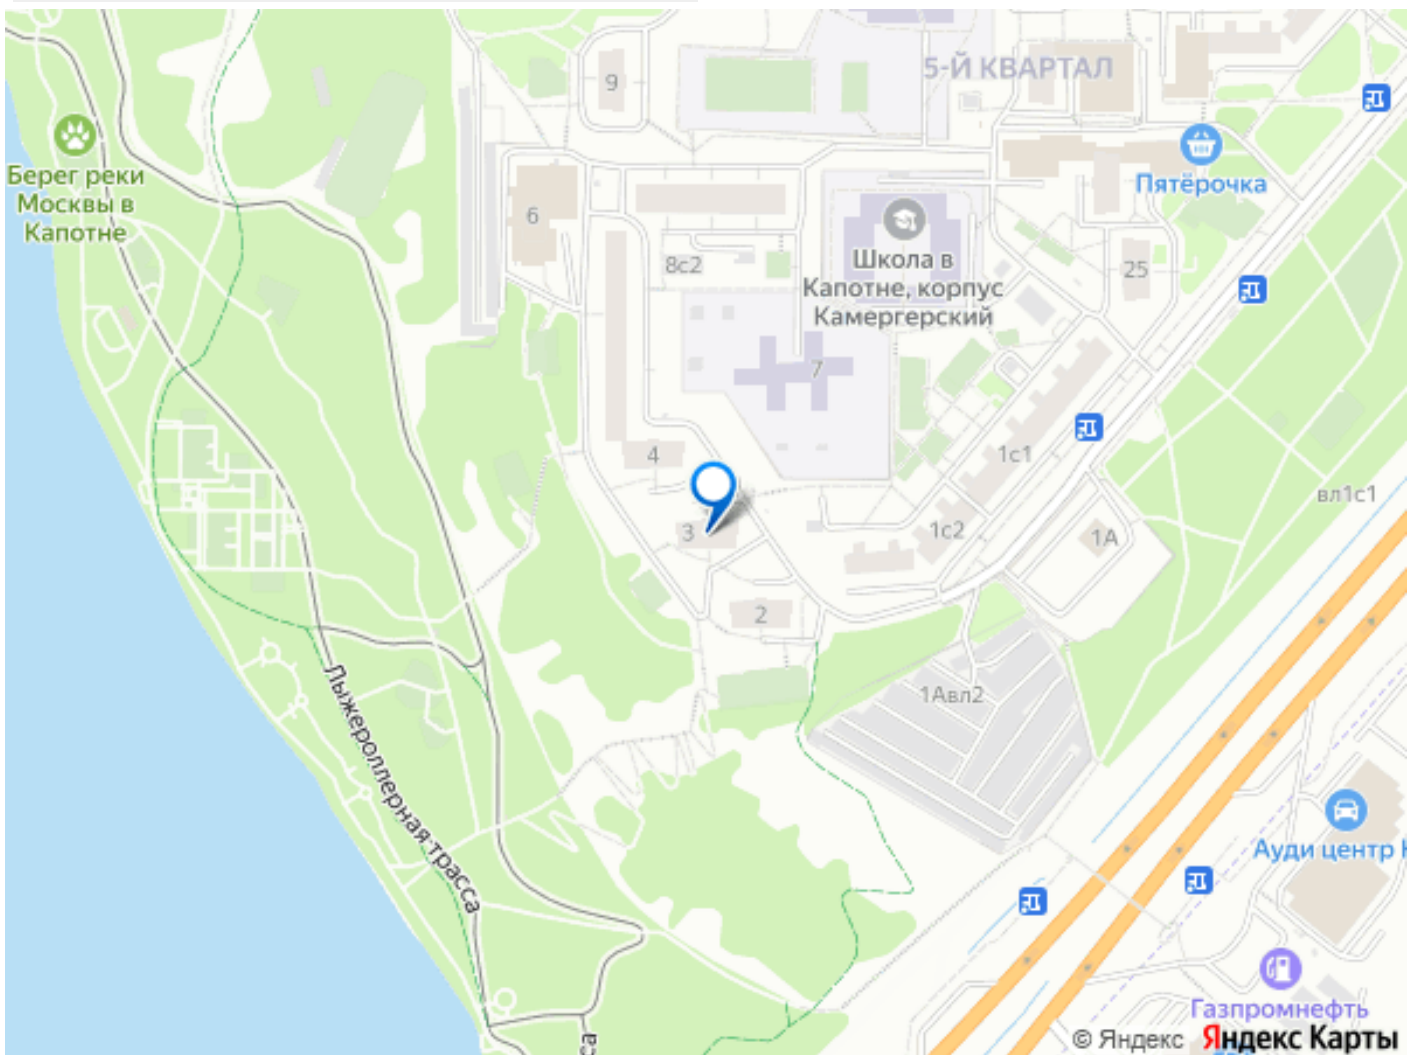 5-Й КВАРТАЛ
9
Берег реки
Москвы в
Капотне
Пятёрочка
6
8с2
Школа в
Капотне, корпус
Камергерский
25
7
4
1с1
вл1с1
3
1с2
1А
2
1Авл2
Лыжероллерная трасса
Ауди центр
Газпромнефть
са
© Яндекс Яндекс Карты